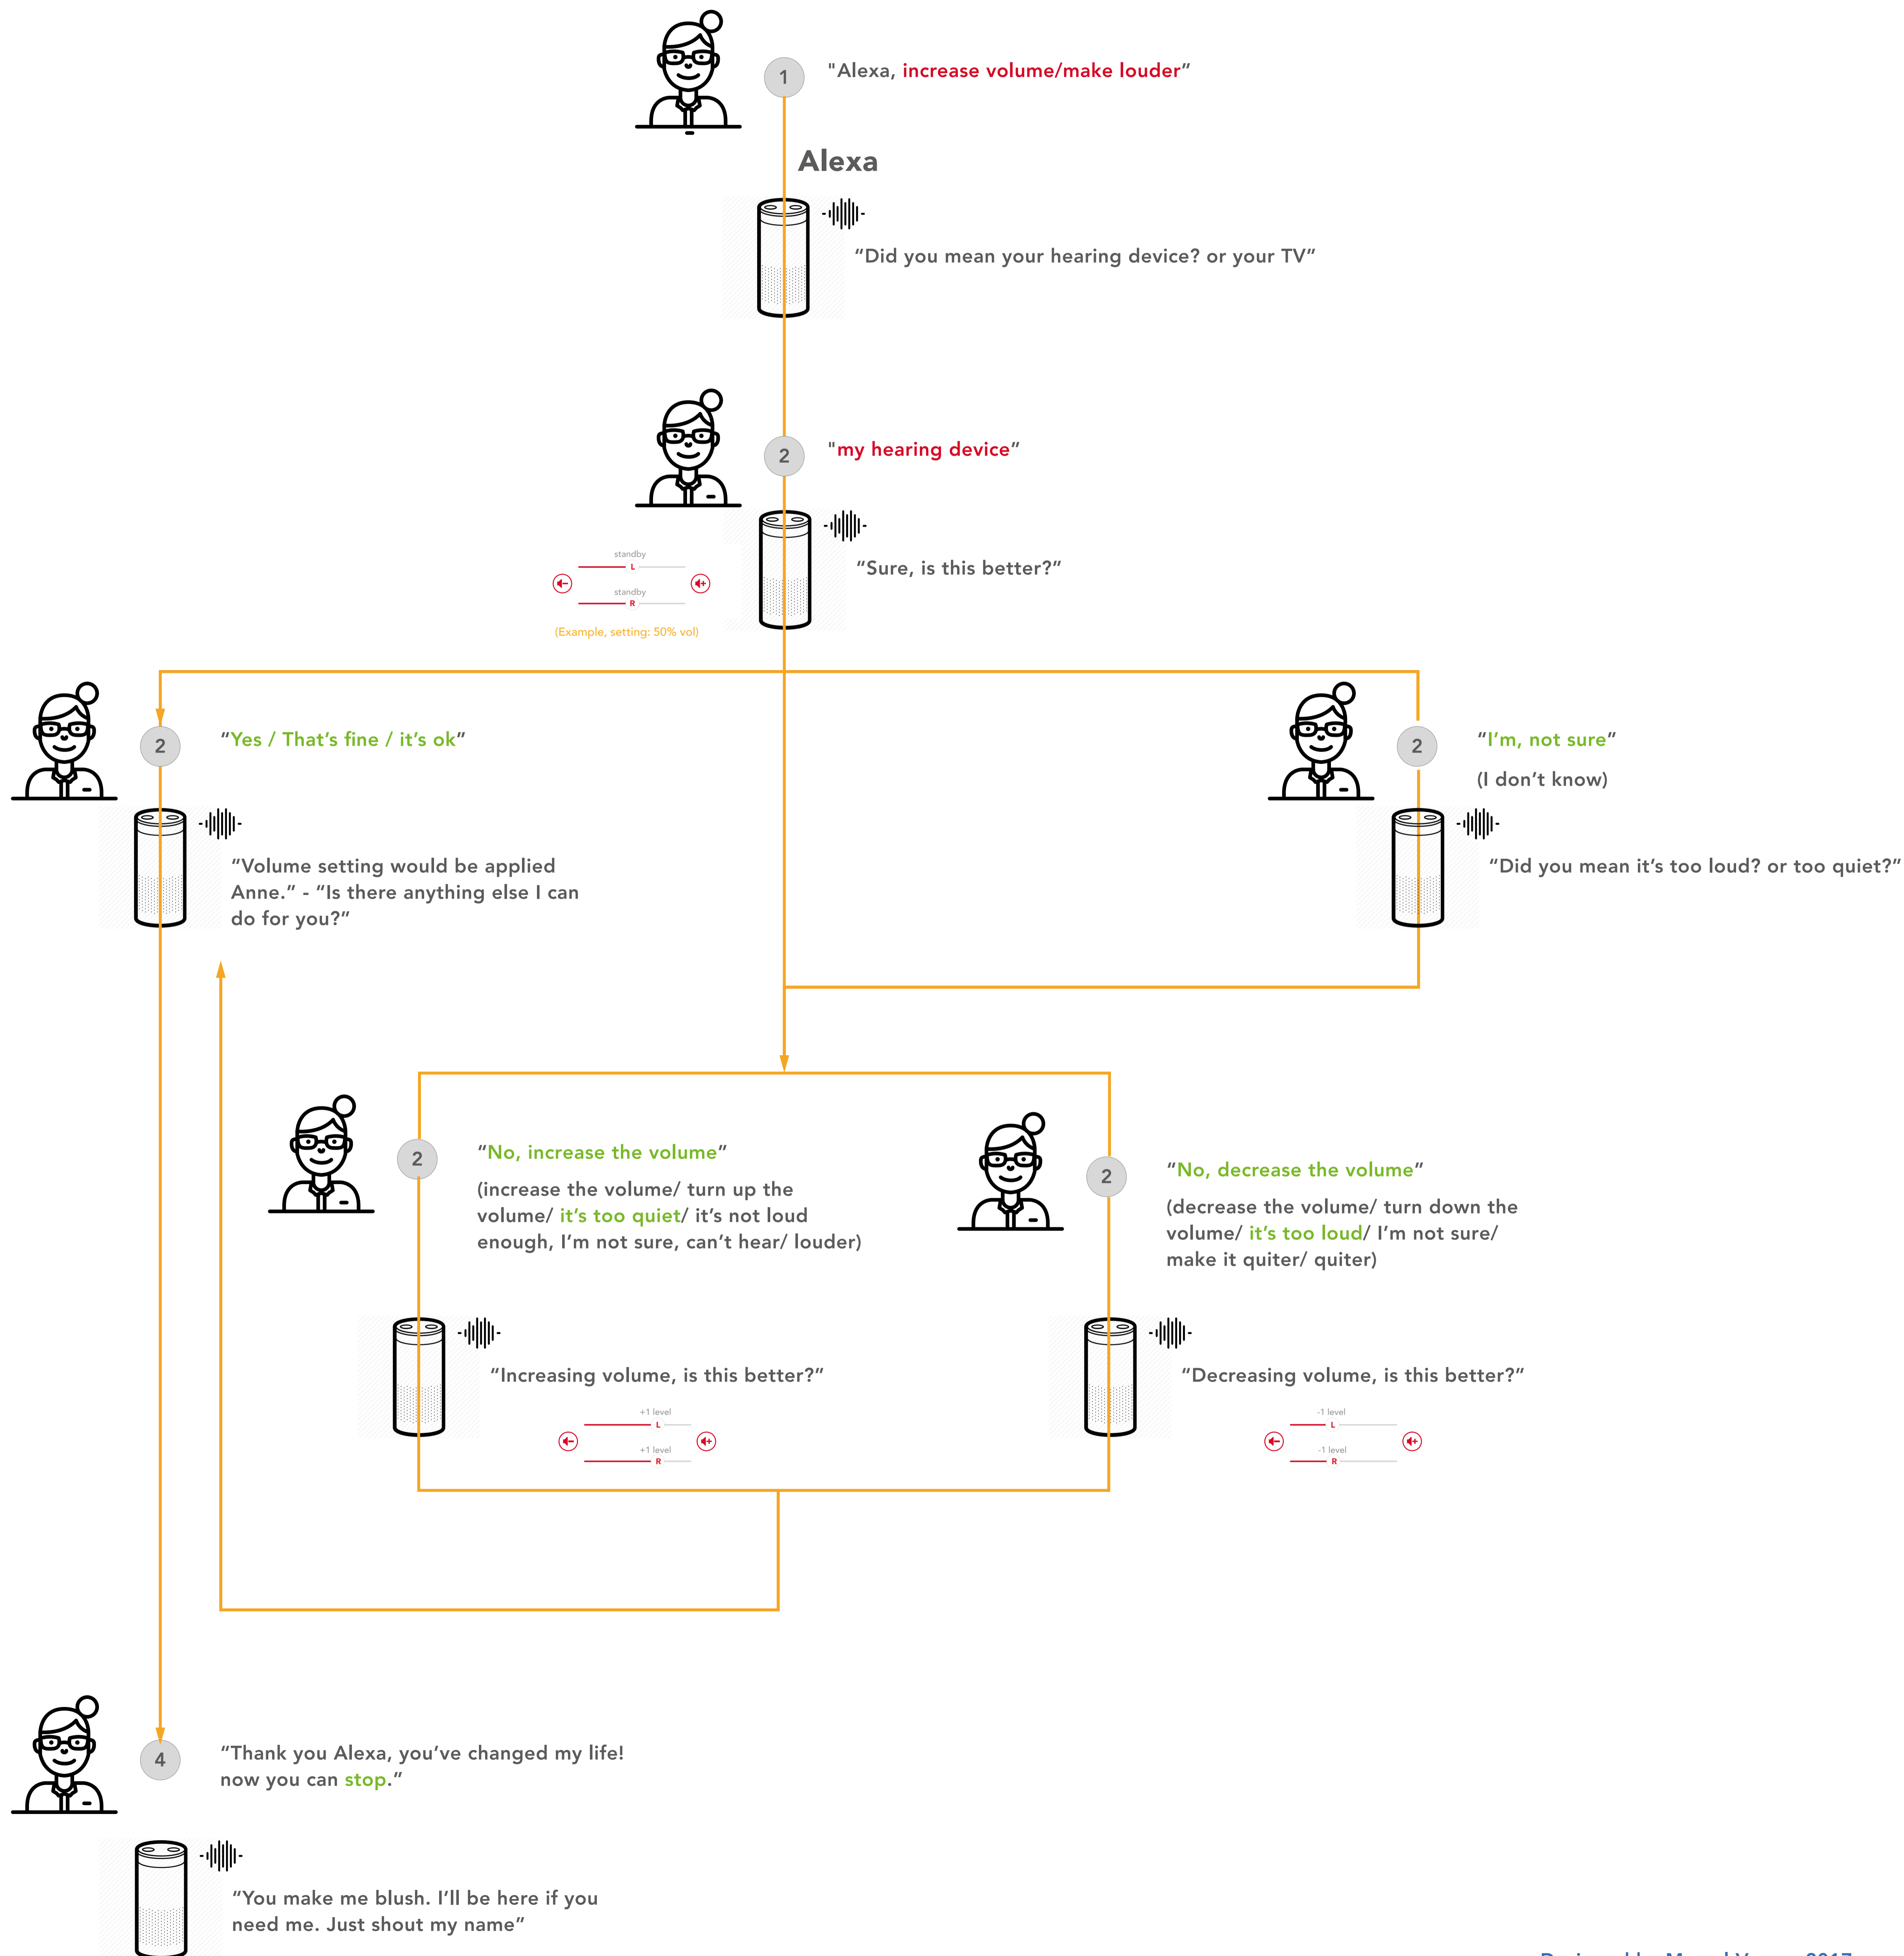 1
"Alexa, increase volume/make louder”
Alexa
“Did you mean your hearing device? or your TV”
2
"my hearing device”
“Sure, is this better?”
standby
L
standby
R
(Example, setting: 50% vol)
2
“Yes / That’s fine / it’s ok”
“Volume setting would be applied
Anne.” - “Is there anything else I can
do for you?”
2
“I’m, not sure”
(I don’t know)
“Did you mean it’s too loud? or too quiet?”
2
“No, increase the volume”
(increase the volume/ turn up the
volume/ it’s too quiet/ it’s not loud
enough, I’m not sure, can’t hear/ louder)
“Increasing volume, is this better?”
+1 level
L
+1 level
R
2
“No, decrease the volume”
(decrease the volume/ turn down the
volume/ it’s too loud/ I’m not sure/
make it quiter/ quiter)
“Decreasing volume, is this better?”
-1 level
L
-1 level
R
4
“Thank you Alexa, you’ve changed my life!
now you can stop.”
“You make me blush. I’ll be here if you
need me. Just shout my name”